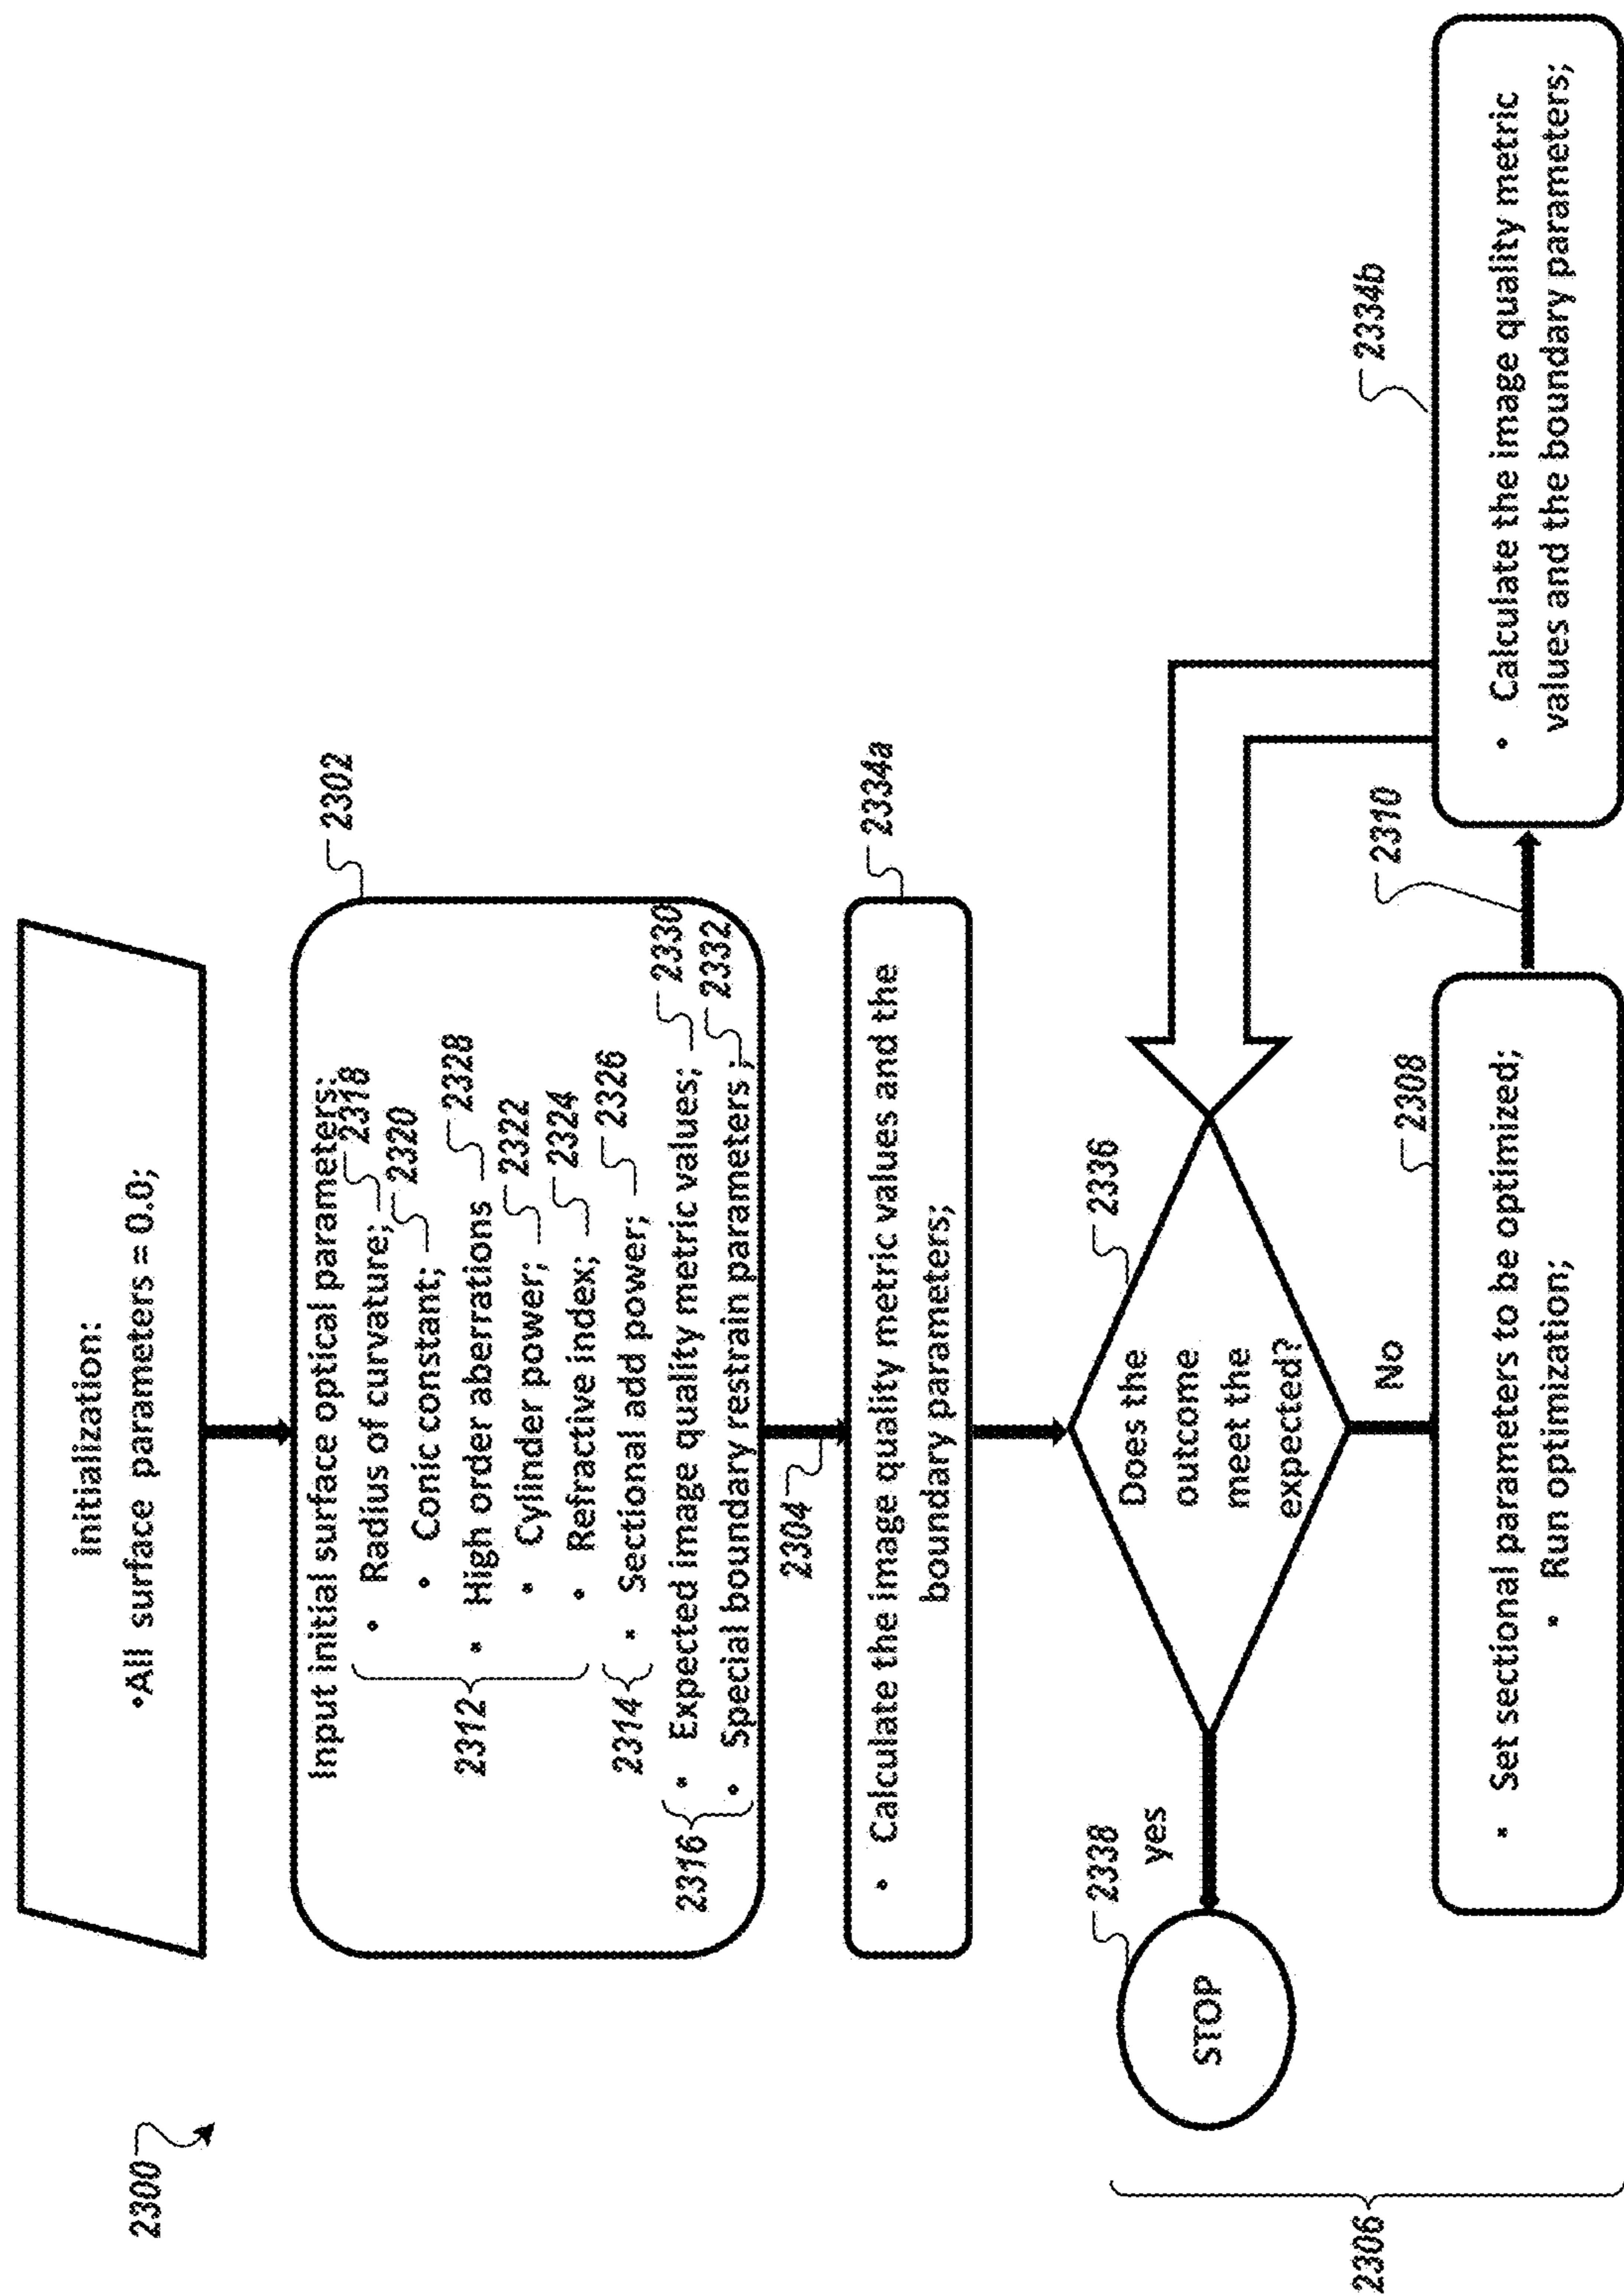 2300
initialization:
•All surface parameters = 0.0;
2302
Input initial surface optical parameters:
• Radius of curvature; 2318
• Conic constant; 2320
2312
• High order aberrations 2328
• Cylinder power; 2322
• Refractive index; 2324
2314
• Sectional add power; 2326
2316
• Expected image quality metric values; 2330
• Special boundary restrain parameters ; 2332
2304
2334a
• Calculate the image quality metric values and the
boundary parameters;
2336
Does the
outcome
meet the
expected?
2338
yes
STOP
No
2306
2308
• Set sectional parameters to be optimized;
• Run optimization;
2310
2334b
• Calculate the image quality metric
values and the boundary parameters;